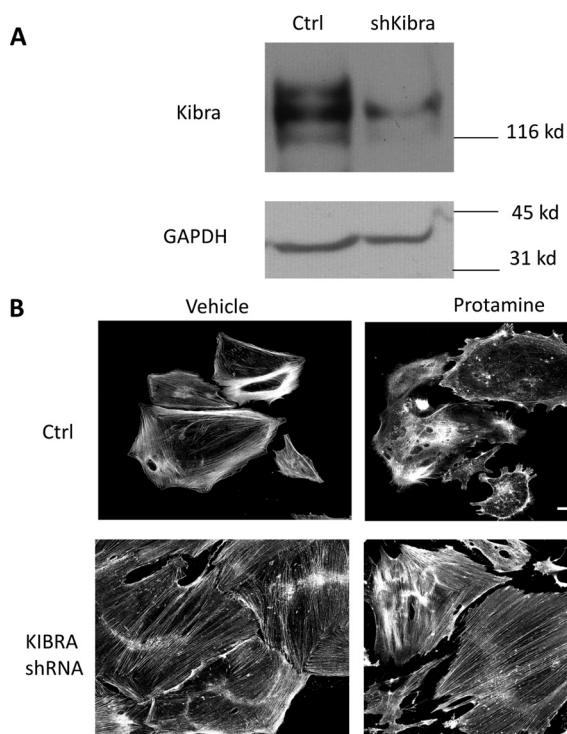 A
Ctrl shKibra
Kibra
116 kd
GAPDH
45 kd
31 kd
B
Vehicle Protamine
Ctrl
KIBRA
shRNA